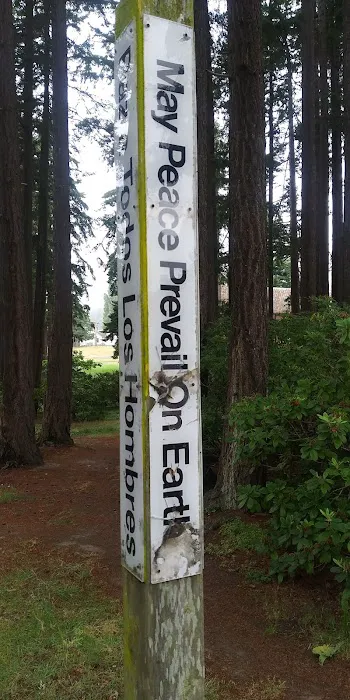 May Peace Prevail On Earth
Paz A Todos Los Hombres